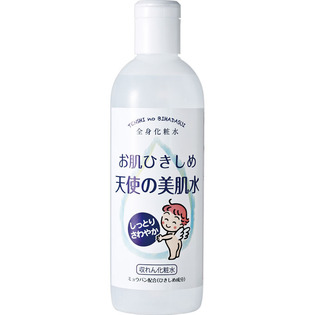 TENSHI no BIHADASUI
全身化粧水
お肌ひきしめ
天使の美肌水
しっとり
さわやか
収れん化粧水
ミョウバン配合(ひきしめ成分)